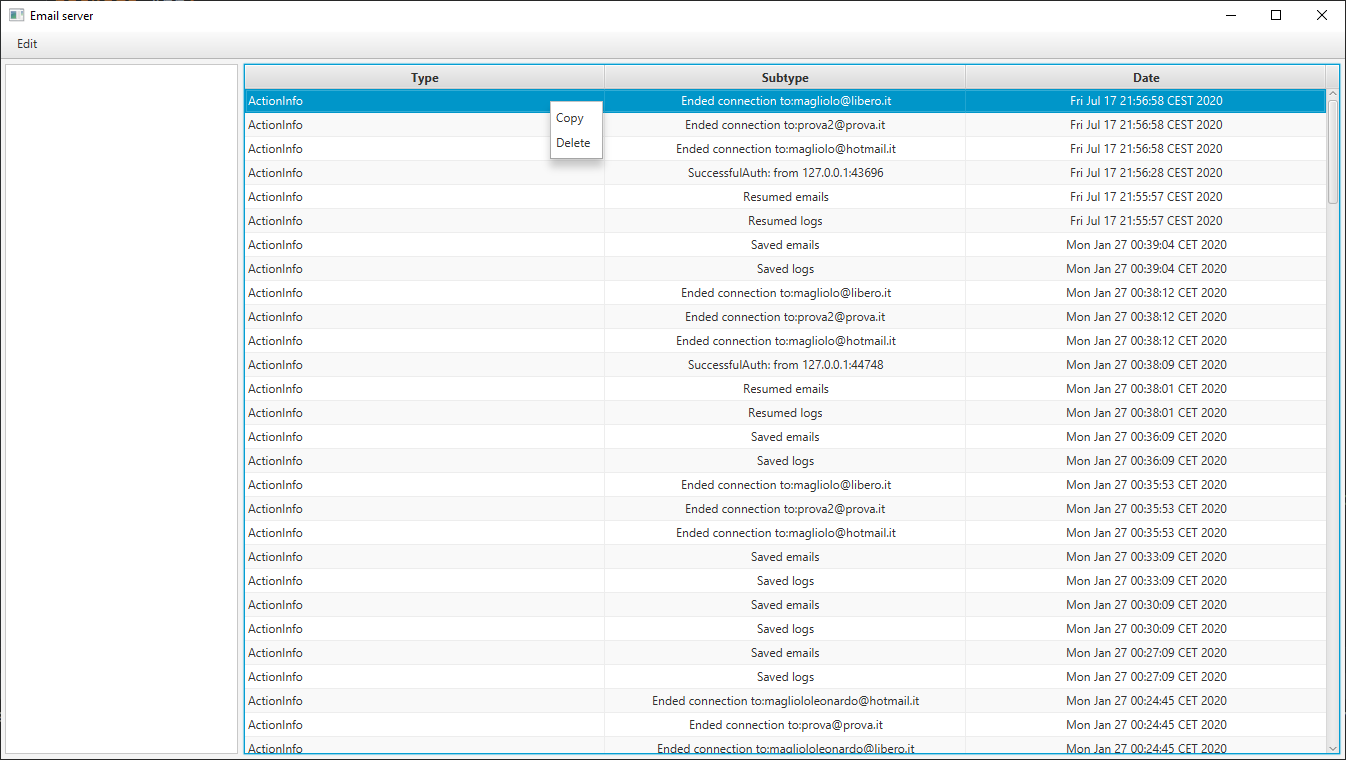 Email server
Edit
Type Subtype Date
ActionInfo Ended connection to:magliolo@libero.it Fri Jul 17 21:56:58 CEST 2020
Copy
ActionInfo Ended connection to:prova2@prova.it Fri Jul 17 21:56:58 CEST 2020
Delete
ActionInfo Ended connection to:magliolo@hotmail.it Fri Jul 17 21:56:58 CEST 2020
ActionInfo SuccessfulAuth: from 127.0.0.1:43696 Fri Jul 17 21:56:28 CEST 2020
ActionInfo Resumed emails Fri Jul 17 21:55:57 CEST 2020
ActionInfo Resumed logs Fri Jul 17 21:55:57 CEST 2020
ActionInfo Saved emails Mon Jan 27 00:39:04 CET 2020
ActionInfo Saved logs Mon Jan 27 00:39:04 CET 2020
ActionInfo Ended connection to:magliolo@libero.it Mon Jan 27 00:38:12 CET 2020
ActionInfo Ended connection to:prova2@prova.it Mon Jan 27 00:38:12 CET 2020
ActionInfo Ended connection to:magliolo@hotmail.it Mon Jan 27 00:38:12 CET 2020
ActionInfo SuccessfulAuth: from 127.0.0.1:44748 Mon Jan 27 00:38:09 CET 2020
ActionInfo Resumed emails Mon Jan 27 00:38:01 CET 2020
ActionInfo Resumed logs Mon Jan 27 00:38:01 CET 2020
ActionInfo Saved emails Mon Jan 27 00:36:09 CET 2020
ActionInfo Saved logs Mon Jan 27 00:36:09 CET 2020
ActionInfo Ended connection to:magliolo@libero.it Mon Jan 27 00:35:53 CET 2020
ActionInfo Ended connection to:prova2@prova.it Mon Jan 27 00:35:53 CET 2020
ActionInfo Ended connection to:magliolo@hotmail.it Mon Jan 27 00:35:53 CET 2020
ActionInfo Saved emails Mon Jan 27 00:33:09 CET 2020
ActionInfo Saved logs Mon Jan 27 00:33:09 CET 2020
ActionInfo Saved emails Mon Jan 27 00:30:09 CET 2020
ActionInfo Saved logs Mon Jan 27 00:30:09 CET 2020
ActionInfo Saved emails Mon Jan 27 00:27:09 CET 2020
ActionInfo Saved logs Mon Jan 27 00:27:09 CET 2020
ActionInfo Ended connection to:magliololeonardo@hotmail.it Mon Jan 27 00:24:45 CET 2020
ActionInfo Ended connection to:prova@prova.it Mon Jan 27 00:24:45 CET 2020
ActionInfo Ended connection to:magliololeonardo@libero.it Mon Jan 27 00:24:45 CET 2020